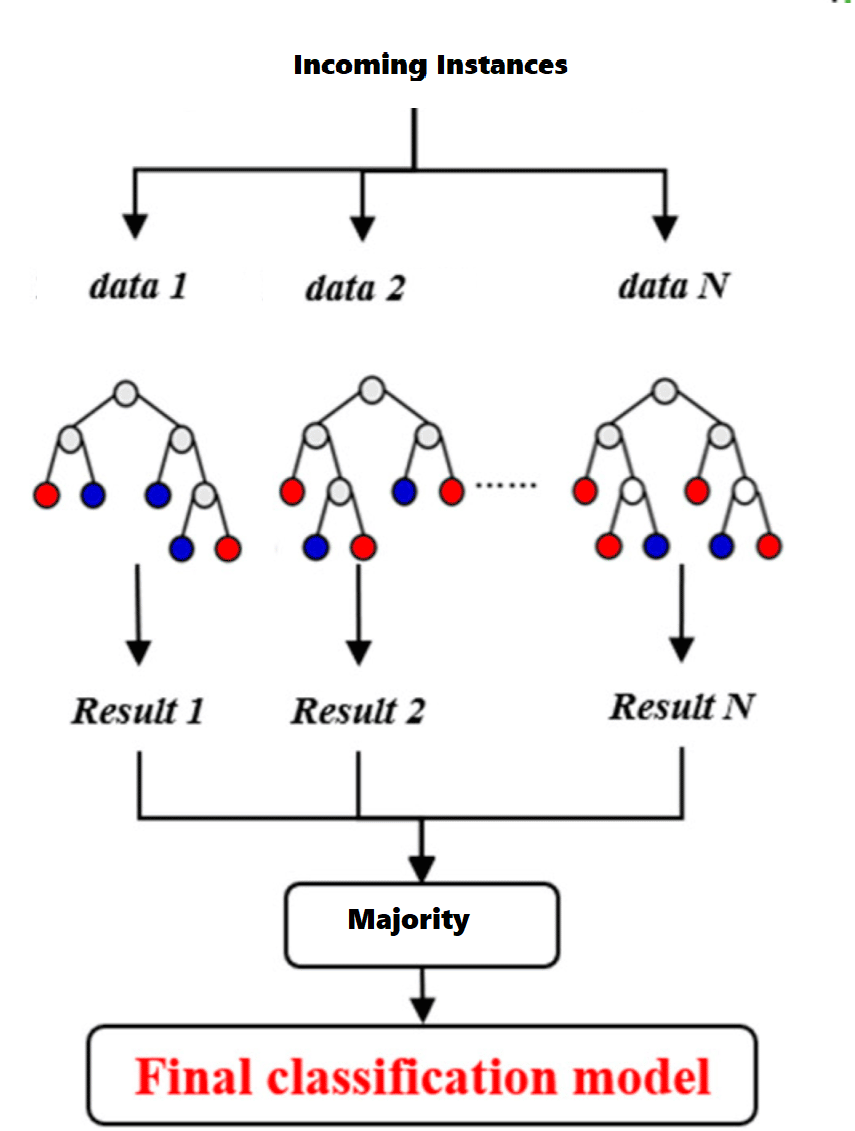 Incoming Instances
data 1 data 2 data N
......
Result 1 Result 2 Result N
Majority
Final classification model